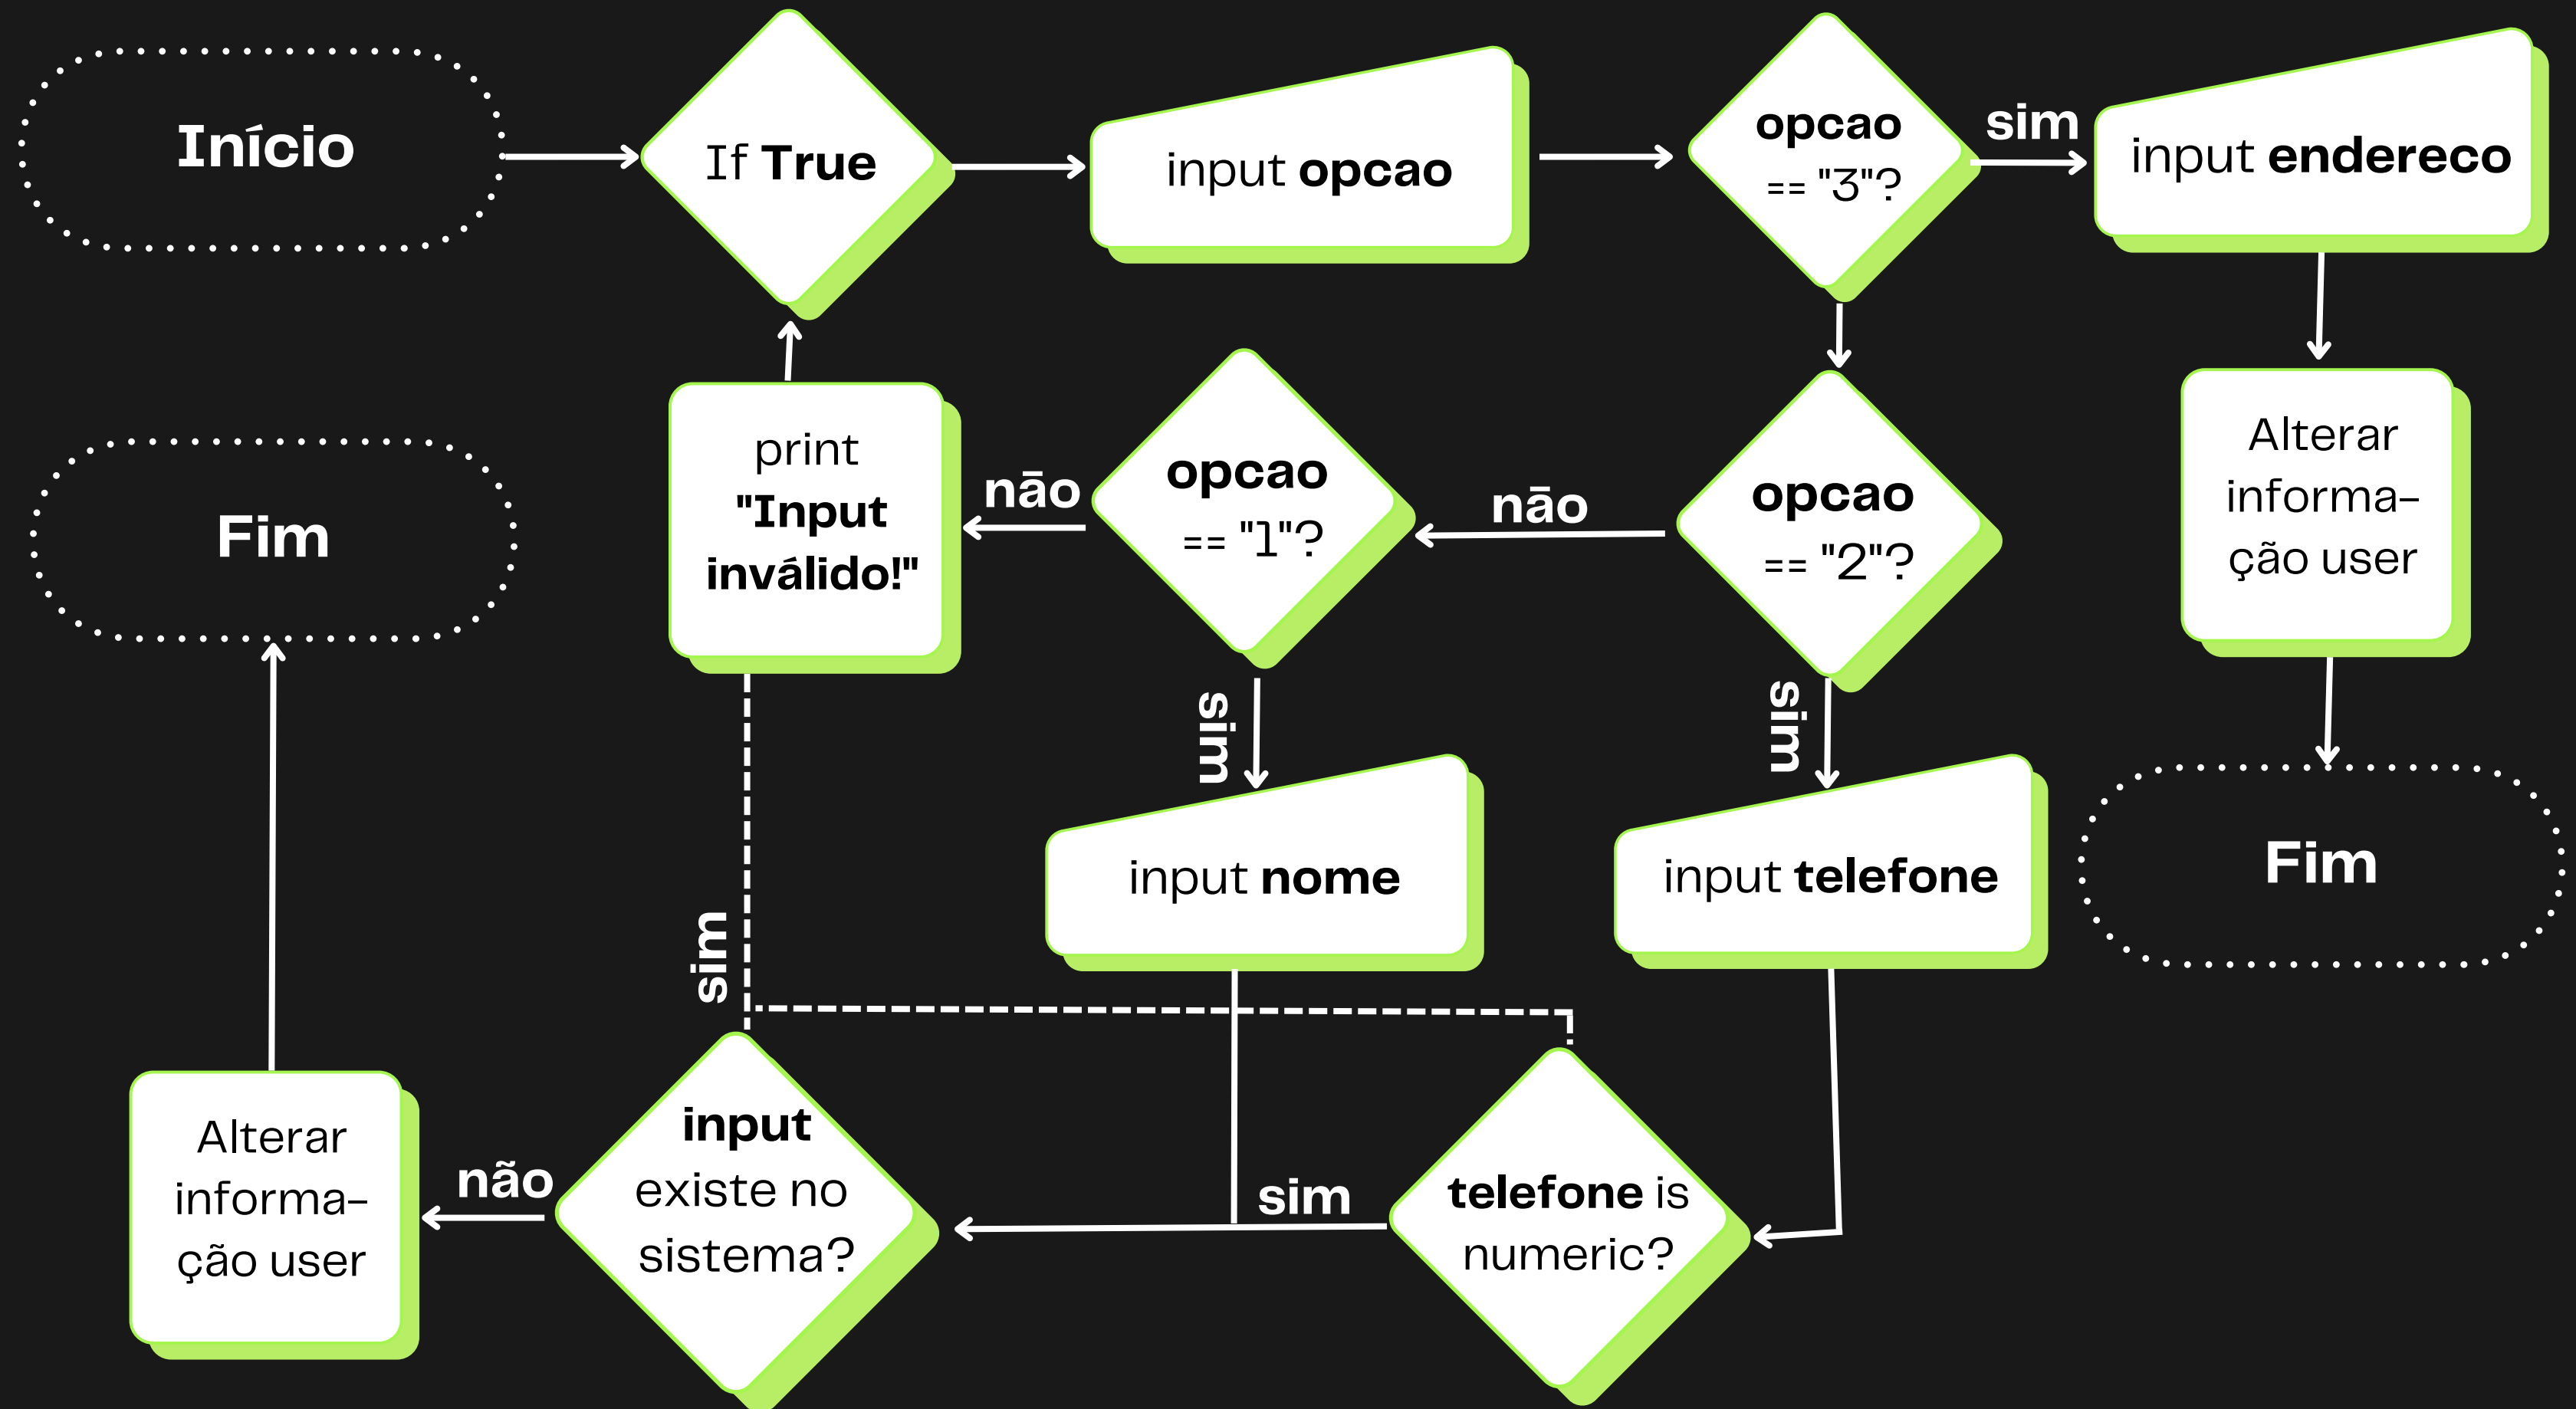 Início
If True
input opcao
opcao
== "3"?
sim
input endereco
Fim
print
"Input
inválido!"
não
opcao
== "1"?
não
opcao
== "2"?
Alterar
informa-
ção user
sim
sim
input nome
input telefone
Fim
sim
Alterar
informa-
ção user
não
input
existe no
sistema?
sim
telefone is
numeric?